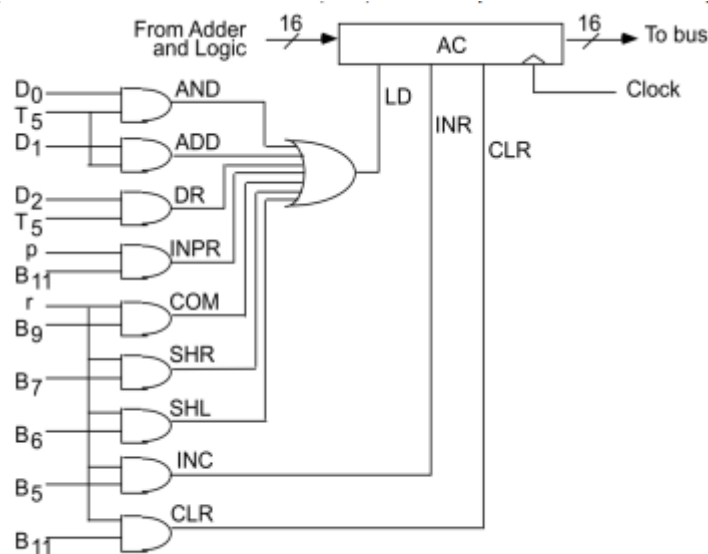 From Adder
and Logic
16
AC
16
To bus
Clock
LD
INR
CLR
D0
T5
D1
AND
ADD
D2
T5
DR
p
B11
INPR
r
B9
COM
B7
SHR
B6
SHL
B5
INC
B11
CLR